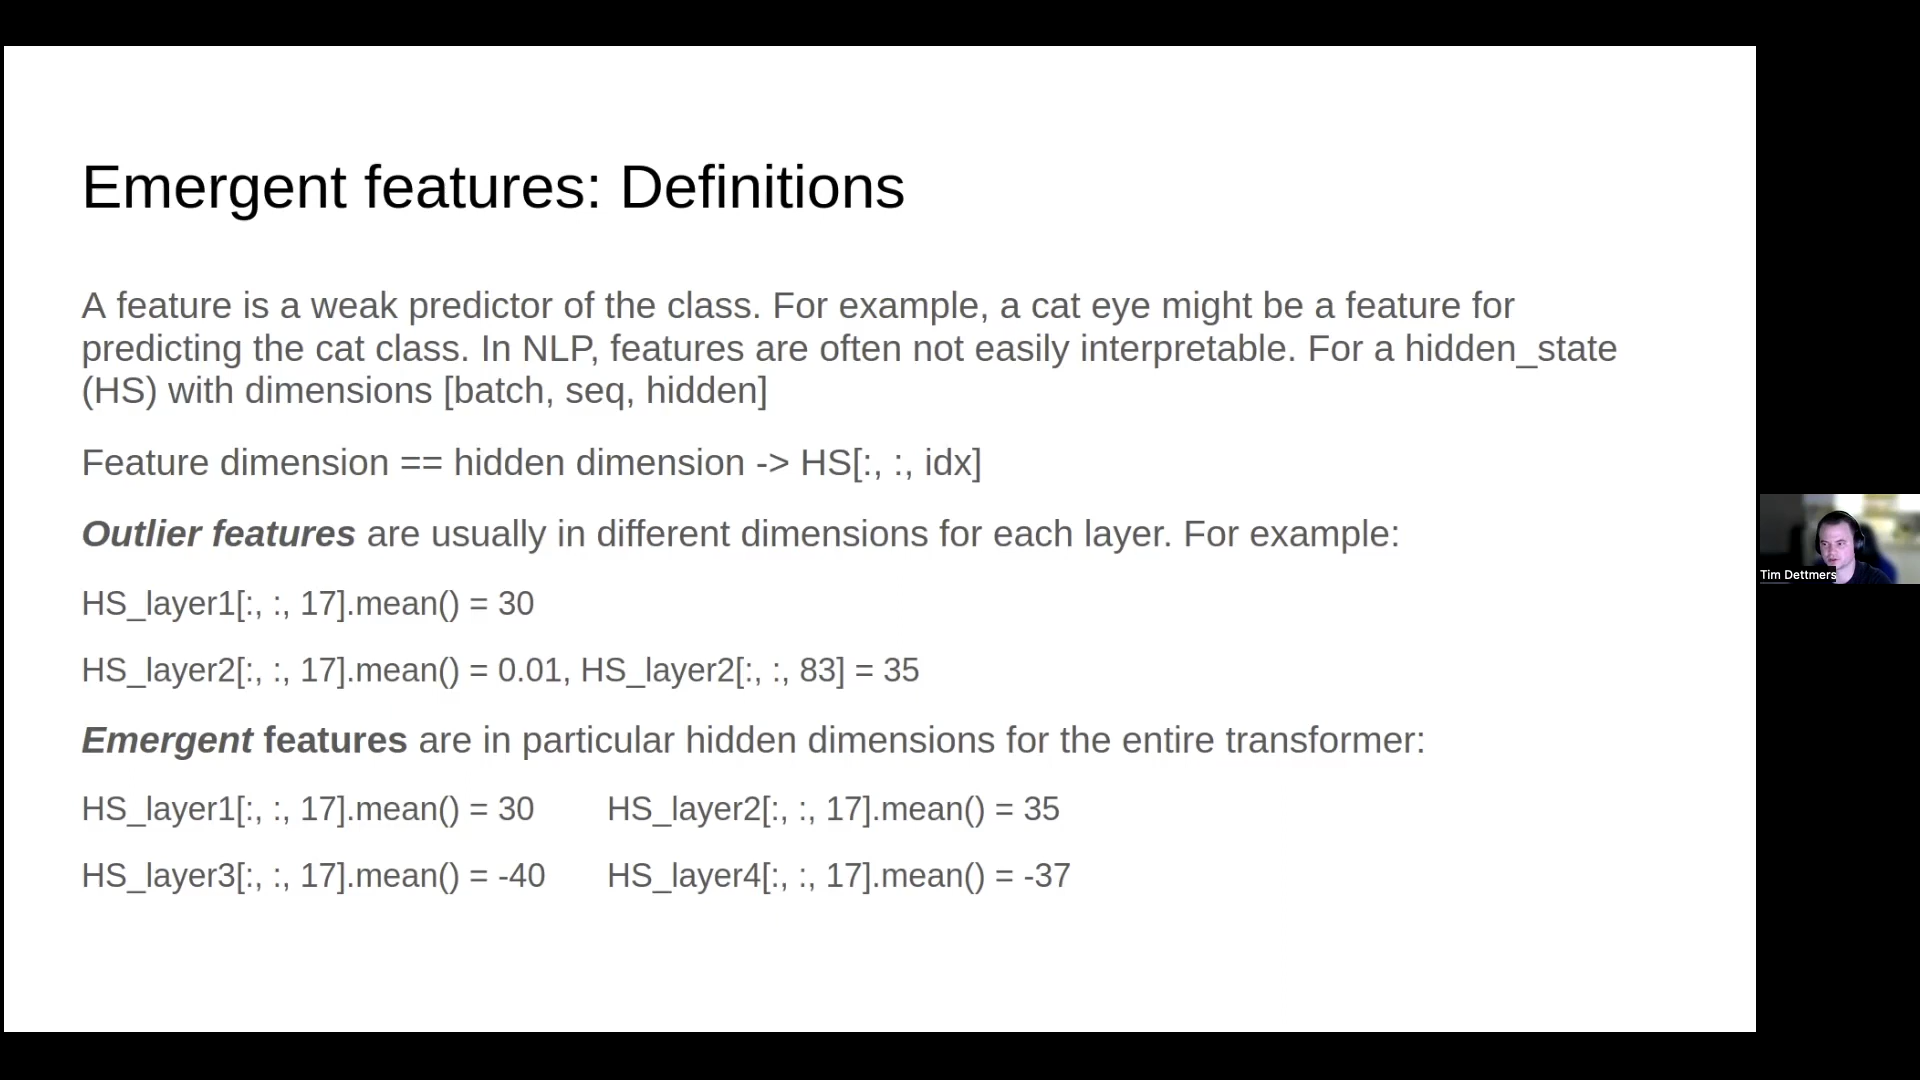 Emergent features: Definitions
A feature is a weak predictor of the class. For example, a cat eye might be a feature for
predicting the cat class. In NLP, features are often not easily interpretable. For a hidden_state
(HS) with dimensions [batch, seq, hidden]
Feature dimension == hidden dimension -> HS[:, :, idx]
Outlier features are usually in different dimensions for each layer. For example:
HS_layer1[:, :, 17].mean() = 30
HS_layer2[:, :, 17].mean() = 0.01, HS_layer2[:, :, 83] = 35
Emergent features are in particular hidden dimensions for the entire transformer:
HS_layer1[:, :, 17].mean() = 30 HS_layer2[:, :, 17].mean() = 35
HS_layer3[:, :, 17].mean() = -40 HS_layer4[:, :, 17].mean() = -37
Tim Dettmers